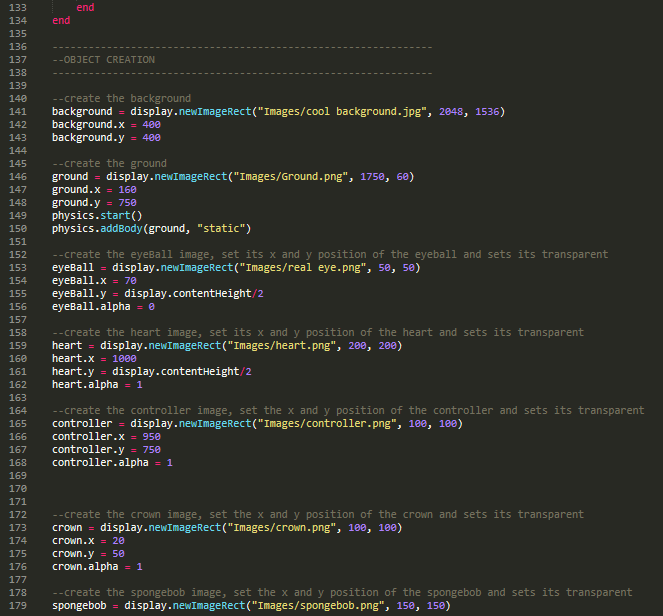 133 end
134 end
135
136 ---------------------------------------------------------------
137 --OBJECT CREATION
138 ---------------------------------------------------------------
139
140 --create the background
141 background = display.newImageRect("Images/cool background.jpg", 2048, 1536)
142 background.x = 400
143 background.y = 400
144
145 --create the ground
146 ground = display.newImageRect("Images/Ground.png", 1750, 60)
147 ground.x = 160
148 ground.y = 750
149 physics.start()
150 physics.addBody(ground, "static")
151
152 --create the eyeBall image, set its x and y position of the eyeball and sets its transparent
153 eyeBall = display.newImageRect("Images/real eye.png", 50, 50)
154 eyeBall.x = 70
155 eyeBall.y = display.contentHeight/2
156 eyeBall.alpha = 0
157
158 --create the heart image, set its x and y position of the heart and sets its transparent
159 heart = display.newImageRect("Images/heart.png", 200, 200)
160 heart.x = 1000
161 heart.y = display.contentHeight/2
162 heart.alpha = 1
163
164 --create the controller image, set the x and y position of the controller and sets its transparent
165 controller = display.newImageRect("Images/controller.png", 100, 100)
166 controller.x = 950
167 controller.y = 750
168 controller.alpha = 1
169
170
171
172 --create the crown image, set the x and y position of the crown and sets its transparent
173 crown = display.newImageRect("Images/crown.png", 100, 100)
174 crown.x = 20
175 crown.y = 50
176 crown.alpha = 1
177
178 --create the spongebob image, set the x and y position of the spongebob and sets its transparent
179 spongebob = display.newImageRect("Images/spongebob.png", 150, 150)